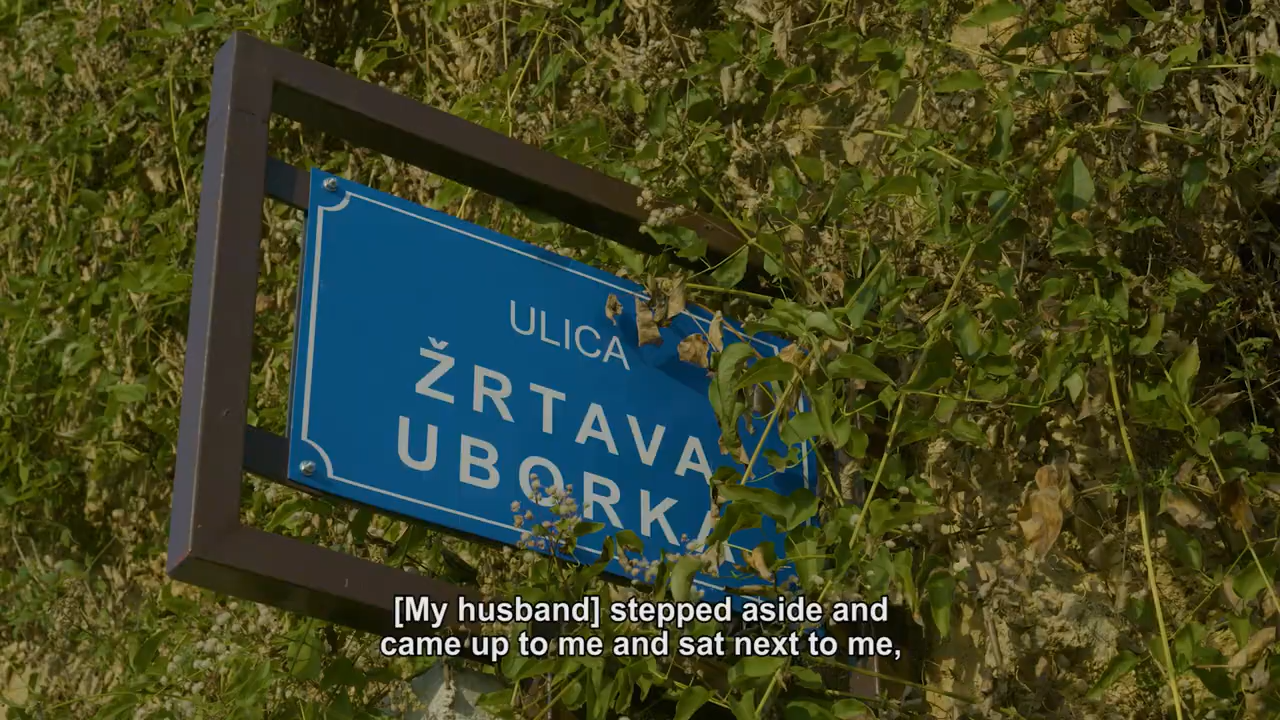 ULICA
ŽRTAVA
UBORKA
[My husband] stepped aside and
came up to me and sat next to me,